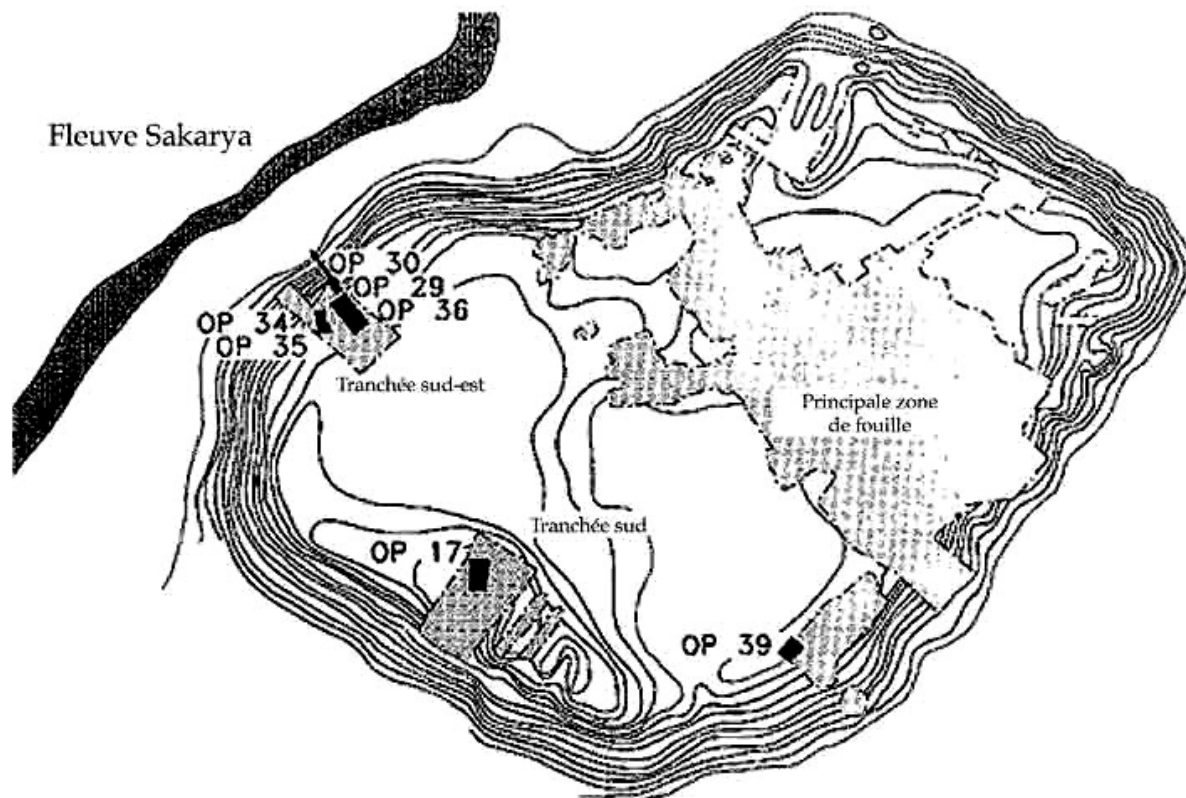 Fleuve Sakarya
OP 30
OP 29
OP 36
OP 34
OP 35
Tranchée sud-est
Principale zone
de fouille
Tranchée sud
OP 17
OP 39